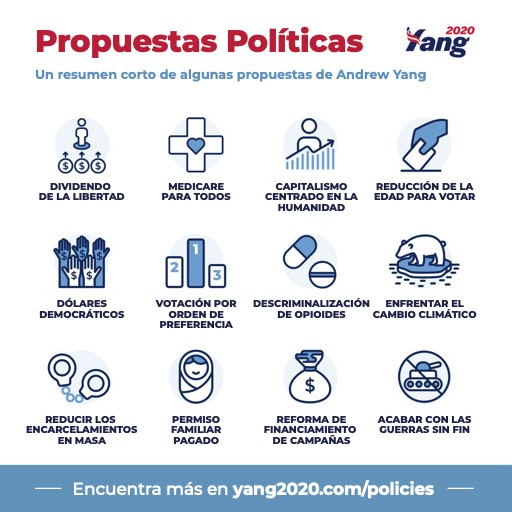 Propuestas Políticas
Yang 2020
Un resumen corto de algunas propuestas de Andrew Yang
DIVIDENDO
DE LA LIBERTAD
MEDICARE
PARA TODOS
CAPITALISMO
CENTRADO EN LA
HUMANIDAD
REDUCCIÓN DE LA
EDAD PARA VOTAR
$ $ $
DÓLARES
DEMOCRÁTICOS
2 1 3
VOTACIÓN POR
ORDEN DE
PREFERENCIA
DESCRIMINALIZACIÓN
DE OPIOIDES
ENFRENTAR EL
CAMBIO CLIMÁTICO
$ $
REDUCIR LOS
ENCARCELAMIENTOS
EN MASA
PERMISO
FAMILIAR
PAGADO
$
REFORMA DE
FINANCIAMIENTO
DE CAMPAÑAS
ACABAR CON LAS
GUERRAS SIN FIN
Encuentra más en yang2020.com/policies